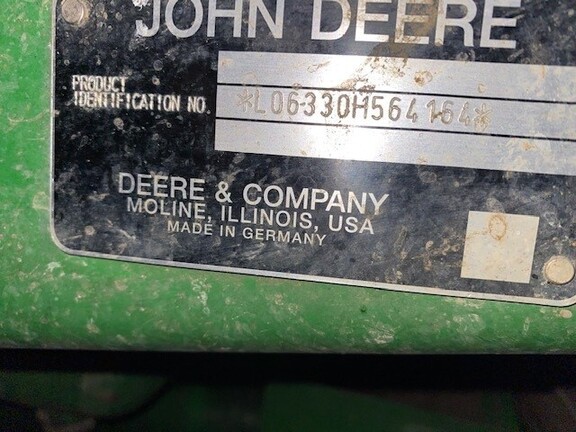 JOHN DEERE
PRODUCT
IDENTIFICATION NO.
*L06330H564164*
DEERE & COMPANY
MOLINE, ILLINOIS, USA
MADE IN GERMANY